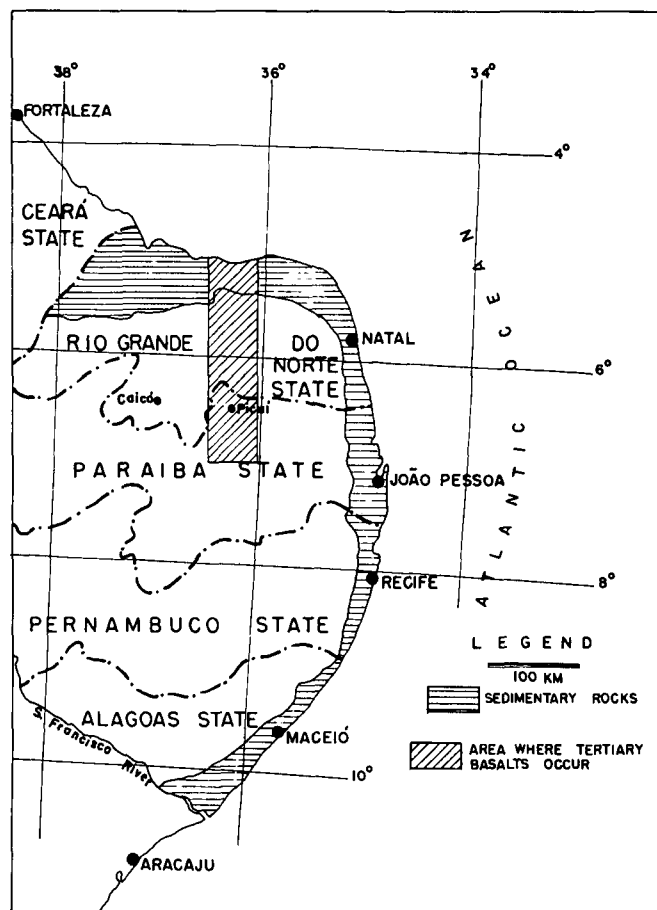 38° 36° 34°
FORTALEZA
4°
CEARÁ
STATE
ATLANTIC OCEAN
NATAL
RIO GRANDE DO
NORTE
STATE
6°
Caicó
Picuí
PARAIBA STATE
JOÃO PESSOA
RECIFE
8°
PERNAMBUCO STATE
LEGEND
100 KM
SEDIMENTARY ROCKS
ALAGOAS STATE
S. Francisco River
MACEIÓ
AREA WHERE TERTIARY
BASALTS OCCUR
10°
ARACAJU